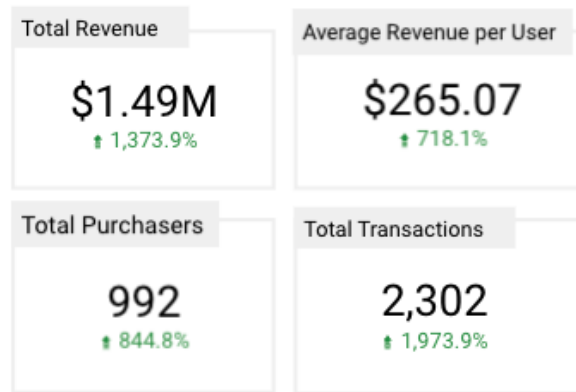 Total Revenue
$1.49M
⬆ 1,373.9%
Average Revenue per User
$265.07
⬆ 718.1%
Total Purchasers
992
⬆ 844.8%
Total Transactions
2,302
⬆ 1,973.9%